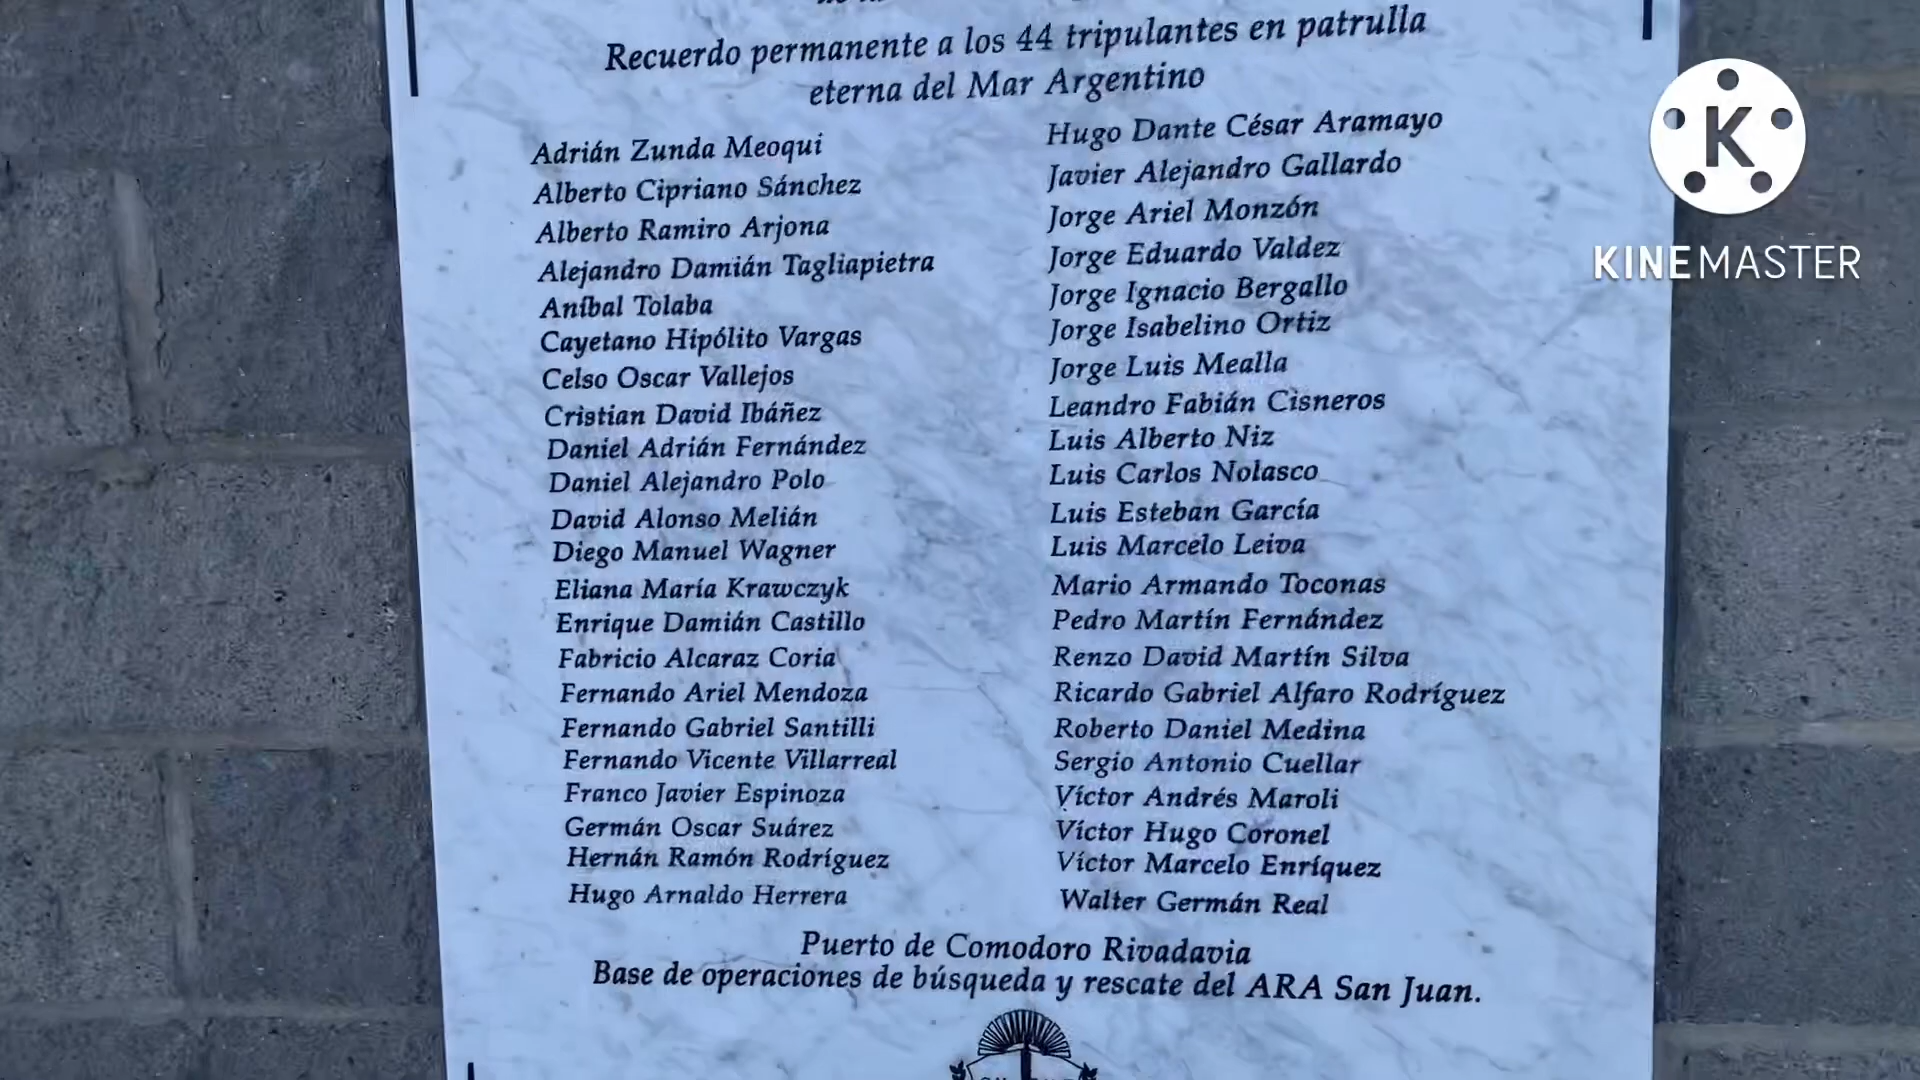 Recuerdo permanente a los 44 tripulantes en patrulla
eterna del Mar Argentino
Adrián Zunda Meoqui
Alberto Cipriano Sánchez
Alberto Ramiro Arjona
Alejandro Damián Tagliapietra
Aníbal Tolaba
Cayetano Hipólito Vargas
Celso Oscar Vallejos
Cristian David Ibáñez
Daniel Adrián Fernández
Daniel Alejandro Polo
David Alonso Melián
Diego Manuel Wagner
Eliana María Krawczyk
Enrique Damián Castillo
Fabricio Alcaraz Coria
Fernando Ariel Mendoza
Fernando Gabriel Santilli
Fernando Vicente Villarreal
Franco Javier Espinoza
Germán Oscar Suárez
Hernán Ramón Rodríguez
Hugo Arnaldo Herrera
Hugo Dante César Aramayo
Javier Alejandro Gallardo
Jorge Ariel Monzón
Jorge Eduardo Valdez
Jorge Ignacio Bergallo
Jorge Isabelino Ortiz
Jorge Luis Mealla
Leandro Fabián Cisneros
Luis Alberto Niz
Luis Carlos Nolasco
Luis Esteban García
Luis Marcelo Leiva
Mario Armando Toconas
Pedro Martín Fernández
Renzo David Martín Silva
Ricardo Gabriel Alfaro Rodríguez
Roberto Daniel Medina
Sergio Antonio Cuellar
Víctor Andrés Maroli
Víctor Hugo Coronel
Víctor Marcelo Enríquez
Walter Germán Real
Puerto de Comodoro Rivadavia
Base de operaciones de búsqueda y rescate del ARA San Juan.
K
KINEMASTER